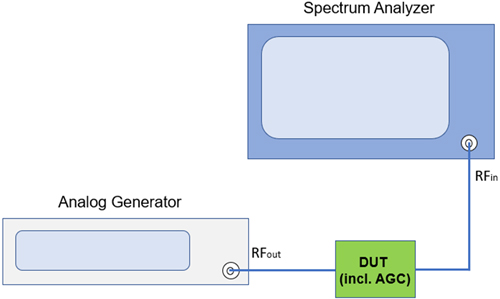 Spectrum Analyzer
RFin
Analog Generator
RFout
DUT
(incl. AGC)